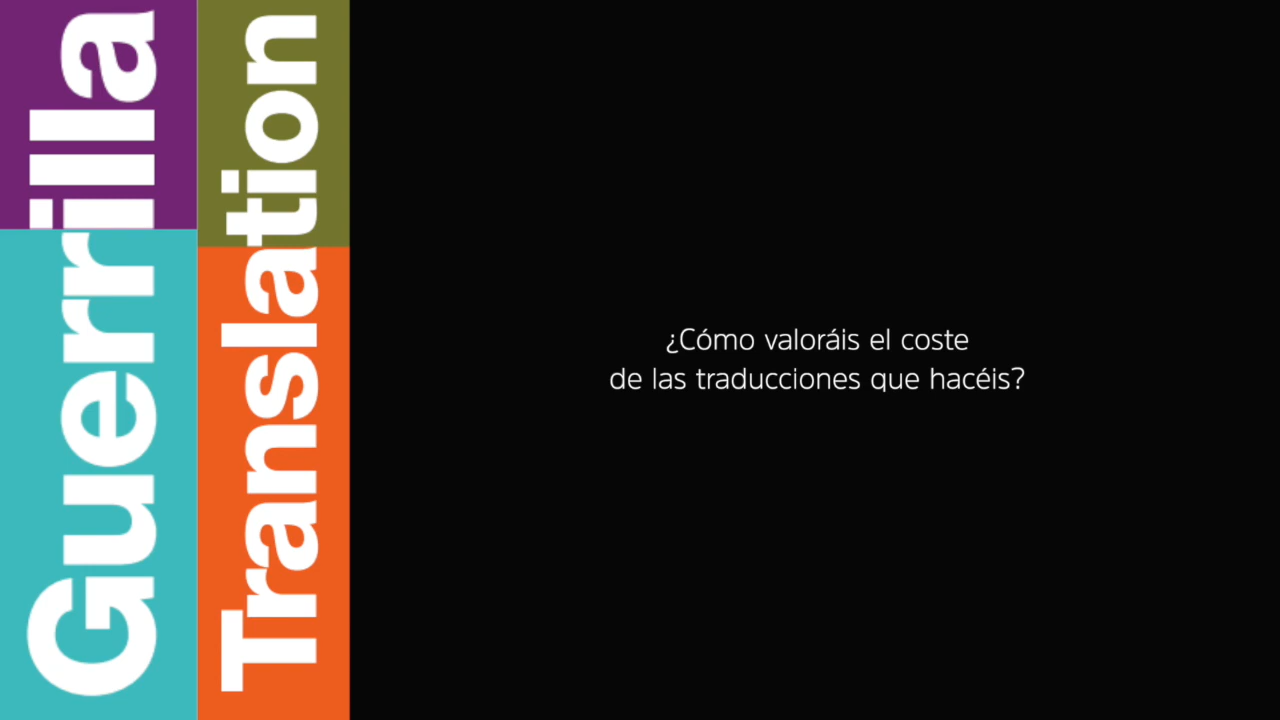 Guerrilla
Translation
¿Cómo valoráis el coste
de las traducciones que hacéis?